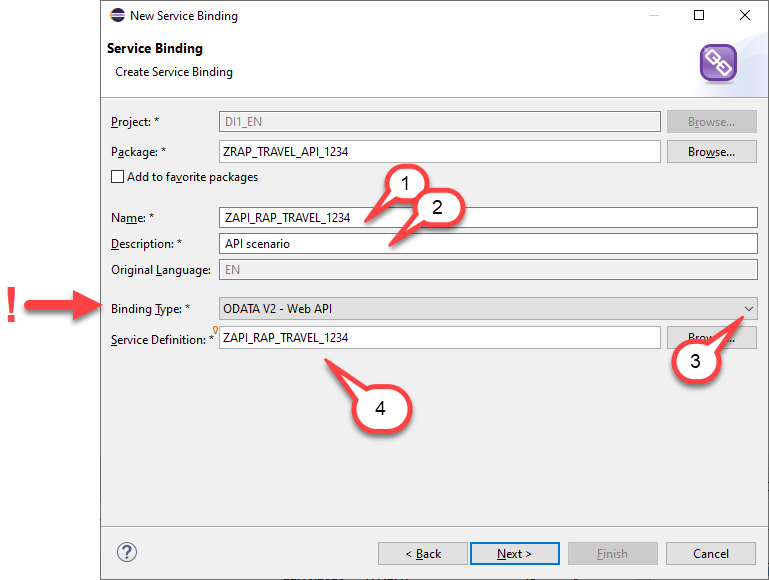 New Service Binding
Service Binding
Create Service Binding
Project: * DI1_EN Browse...
Package: * ZRAP_TRAVEL_API_1234 Browse...
Add to favorite packages
1
2
Name: * ZAPI_RAP_TRAVEL_1234
Description: * API scenario
Original Language: EN
! Binding Type: * ODATA V2 - Web API
Service Definition: * ZAPI_RAP_TRAVEL_1234
3
4
? < Back Next > Finish Cancel